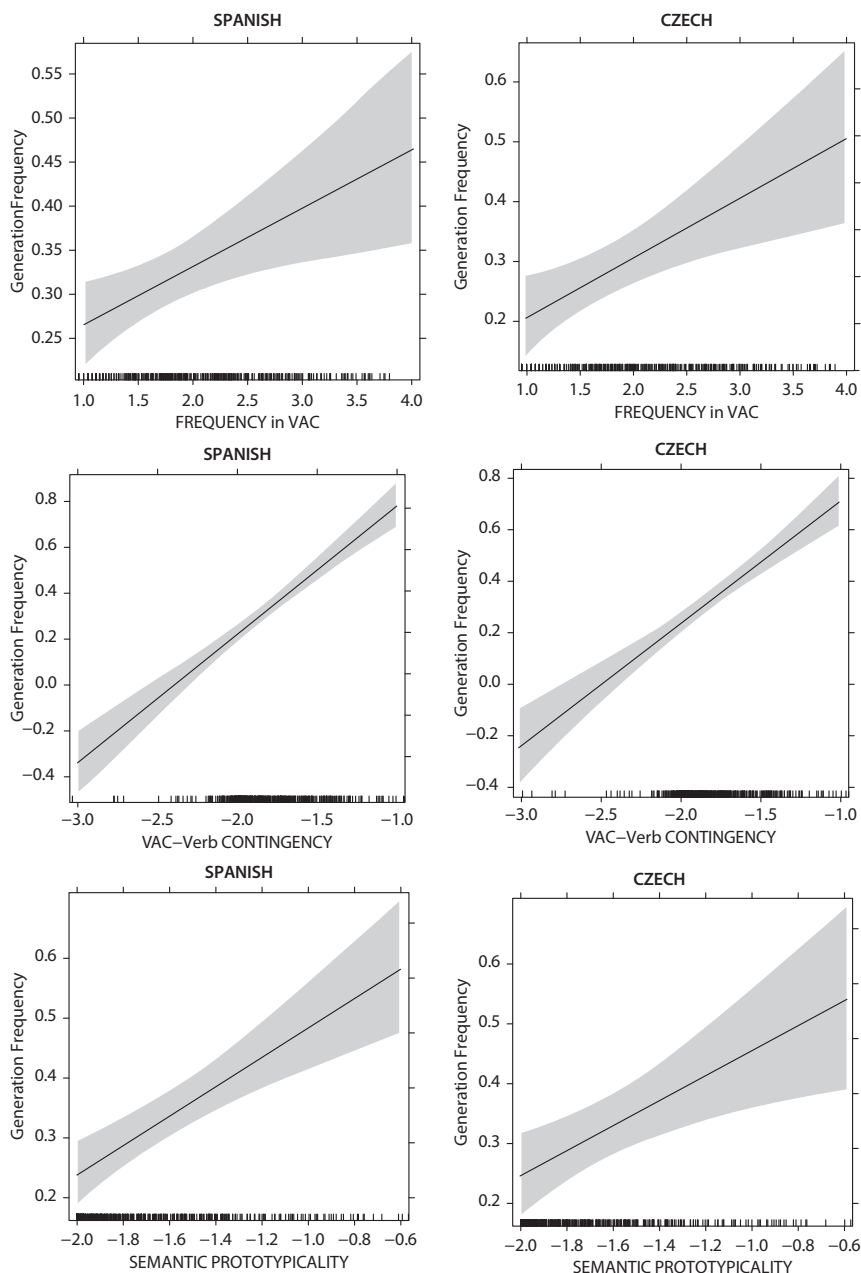 SPANISH
GenerationFrequency
0.55
0.50
0.45
0.40
0.35
0.30
0.25
1.0 1.5 2.0 2.5 3.0 3.5 4.0
FREQUENCY in VAC
CZECH
Generation Frequency
0.6
0.5
0.4
0.3
0.2
1.0 1.5 2.0 2.5 3.0 3.5 4.0
FREQUENCY in VAC
SPANISH
Generation Frequency
0.8
0.6
0.4
0.2
0.0
−0.2
−0.4
−3.0 −2.5 −2.0 −1.5 −1.0
VAC−Verb CONTINGENCY
CZECH
Generation Frequency
0.8
0.6
0.4
0.2
0.0
−0.2
−0.4
−3.0 −2.5 −2.0 −1.5 −1.0
VAC−Verb CONTINGENCY
SPANISH
Generation Frequency
0.6
0.5
0.4
0.3
0.2
−2.0 −1.8 −1.6 −1.4 −1.2 −1.0 −0.8 −0.6
SEMANTIC PROTOTYPICALITY
CZECH
Generation Frequency
0.6
0.5
0.4
0.3
0.2
−2.0 −1.8 −1.6 −1.4 −1.2 −1.0 −0.8 −0.6
SEMANTIC PROTOTYPICALITY